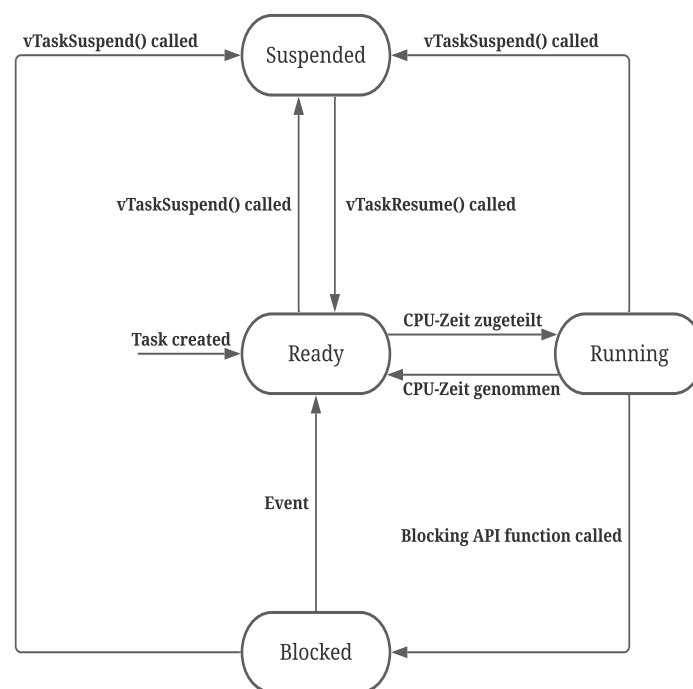 vTaskSuspend() called
vTaskSuspend() called
Suspended
vTaskSuspend() called
vTaskResume() called
CPU-Zeit zugeteilt
Task created
Ready
Running
CPU-Zeit genommen
Event
Blocking API function called
Blocked